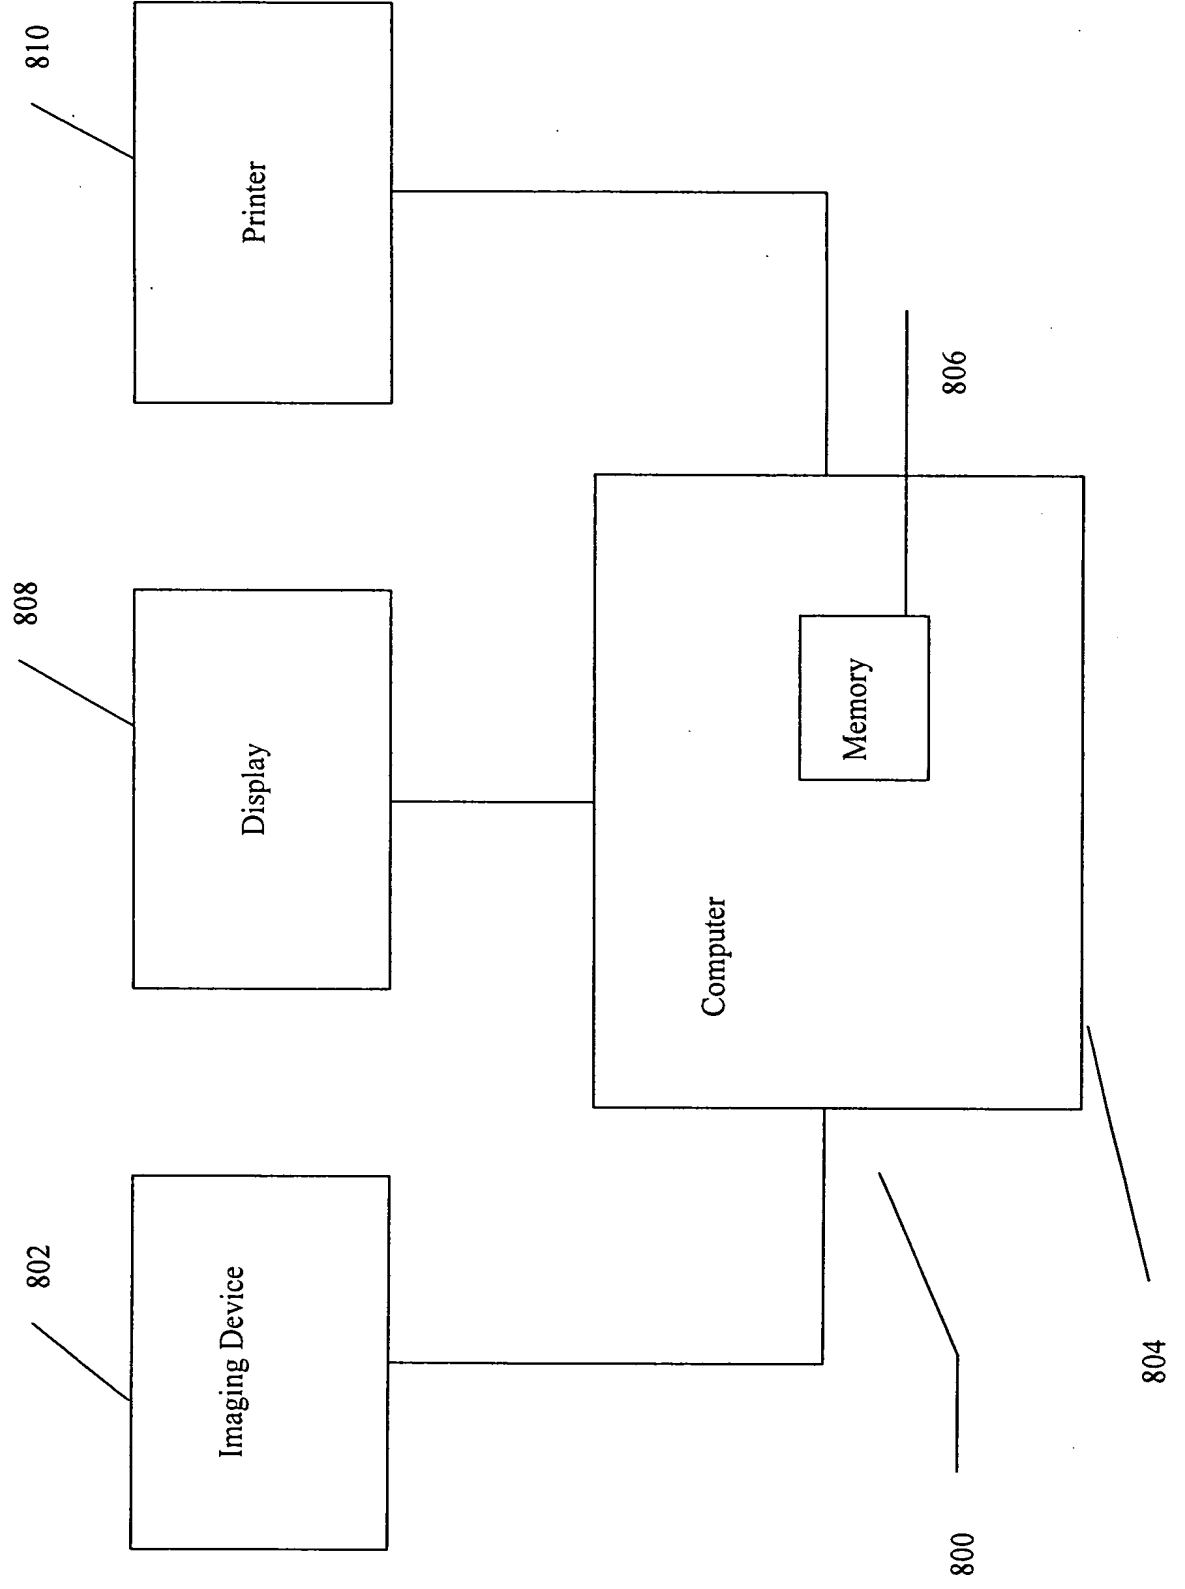 802
808
810
Imaging Device
Display
Printer
Computer
Memory
806
800
804